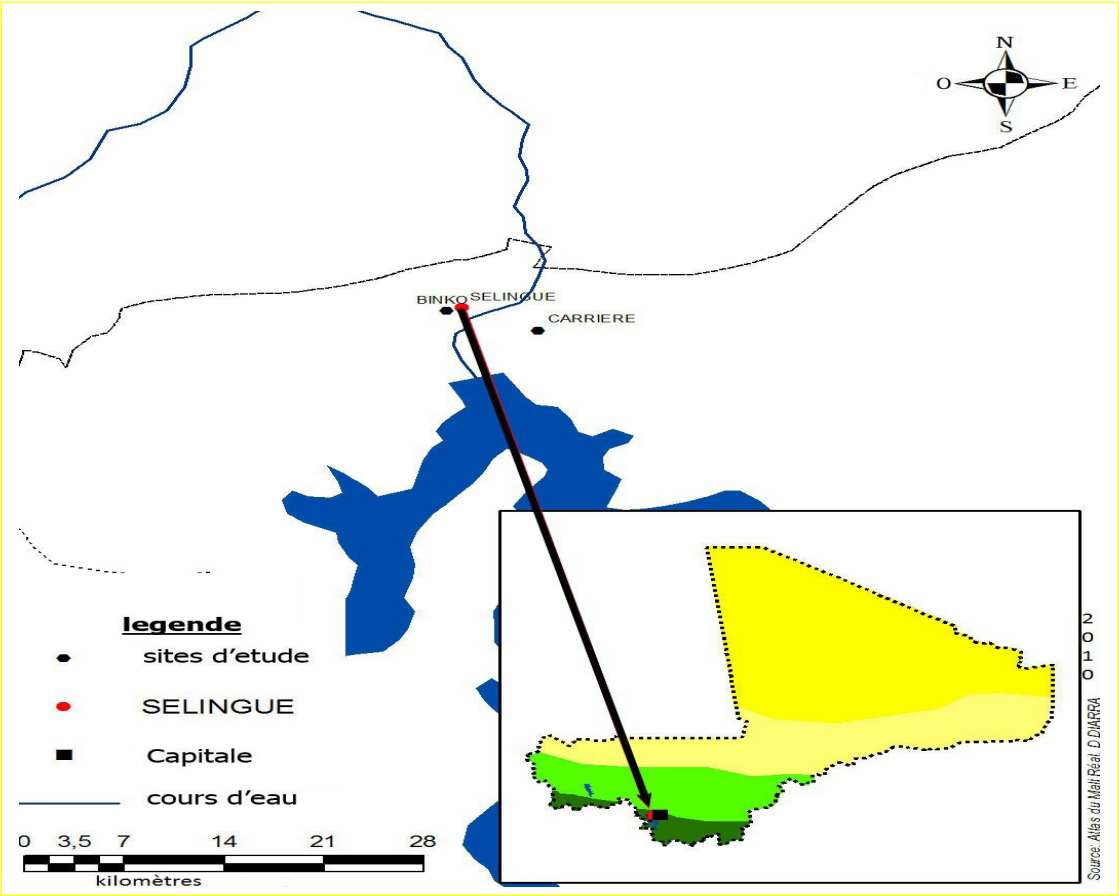 N
O E
S
BINKO SELINGUE
CARRIERE
legende
sites d'etude
SELINGUE
Capitale
cours d'eau
0 3,5 7 14 21 28
kilomètres
2010
Source: Atlas du Mali Réal. D DIARRA